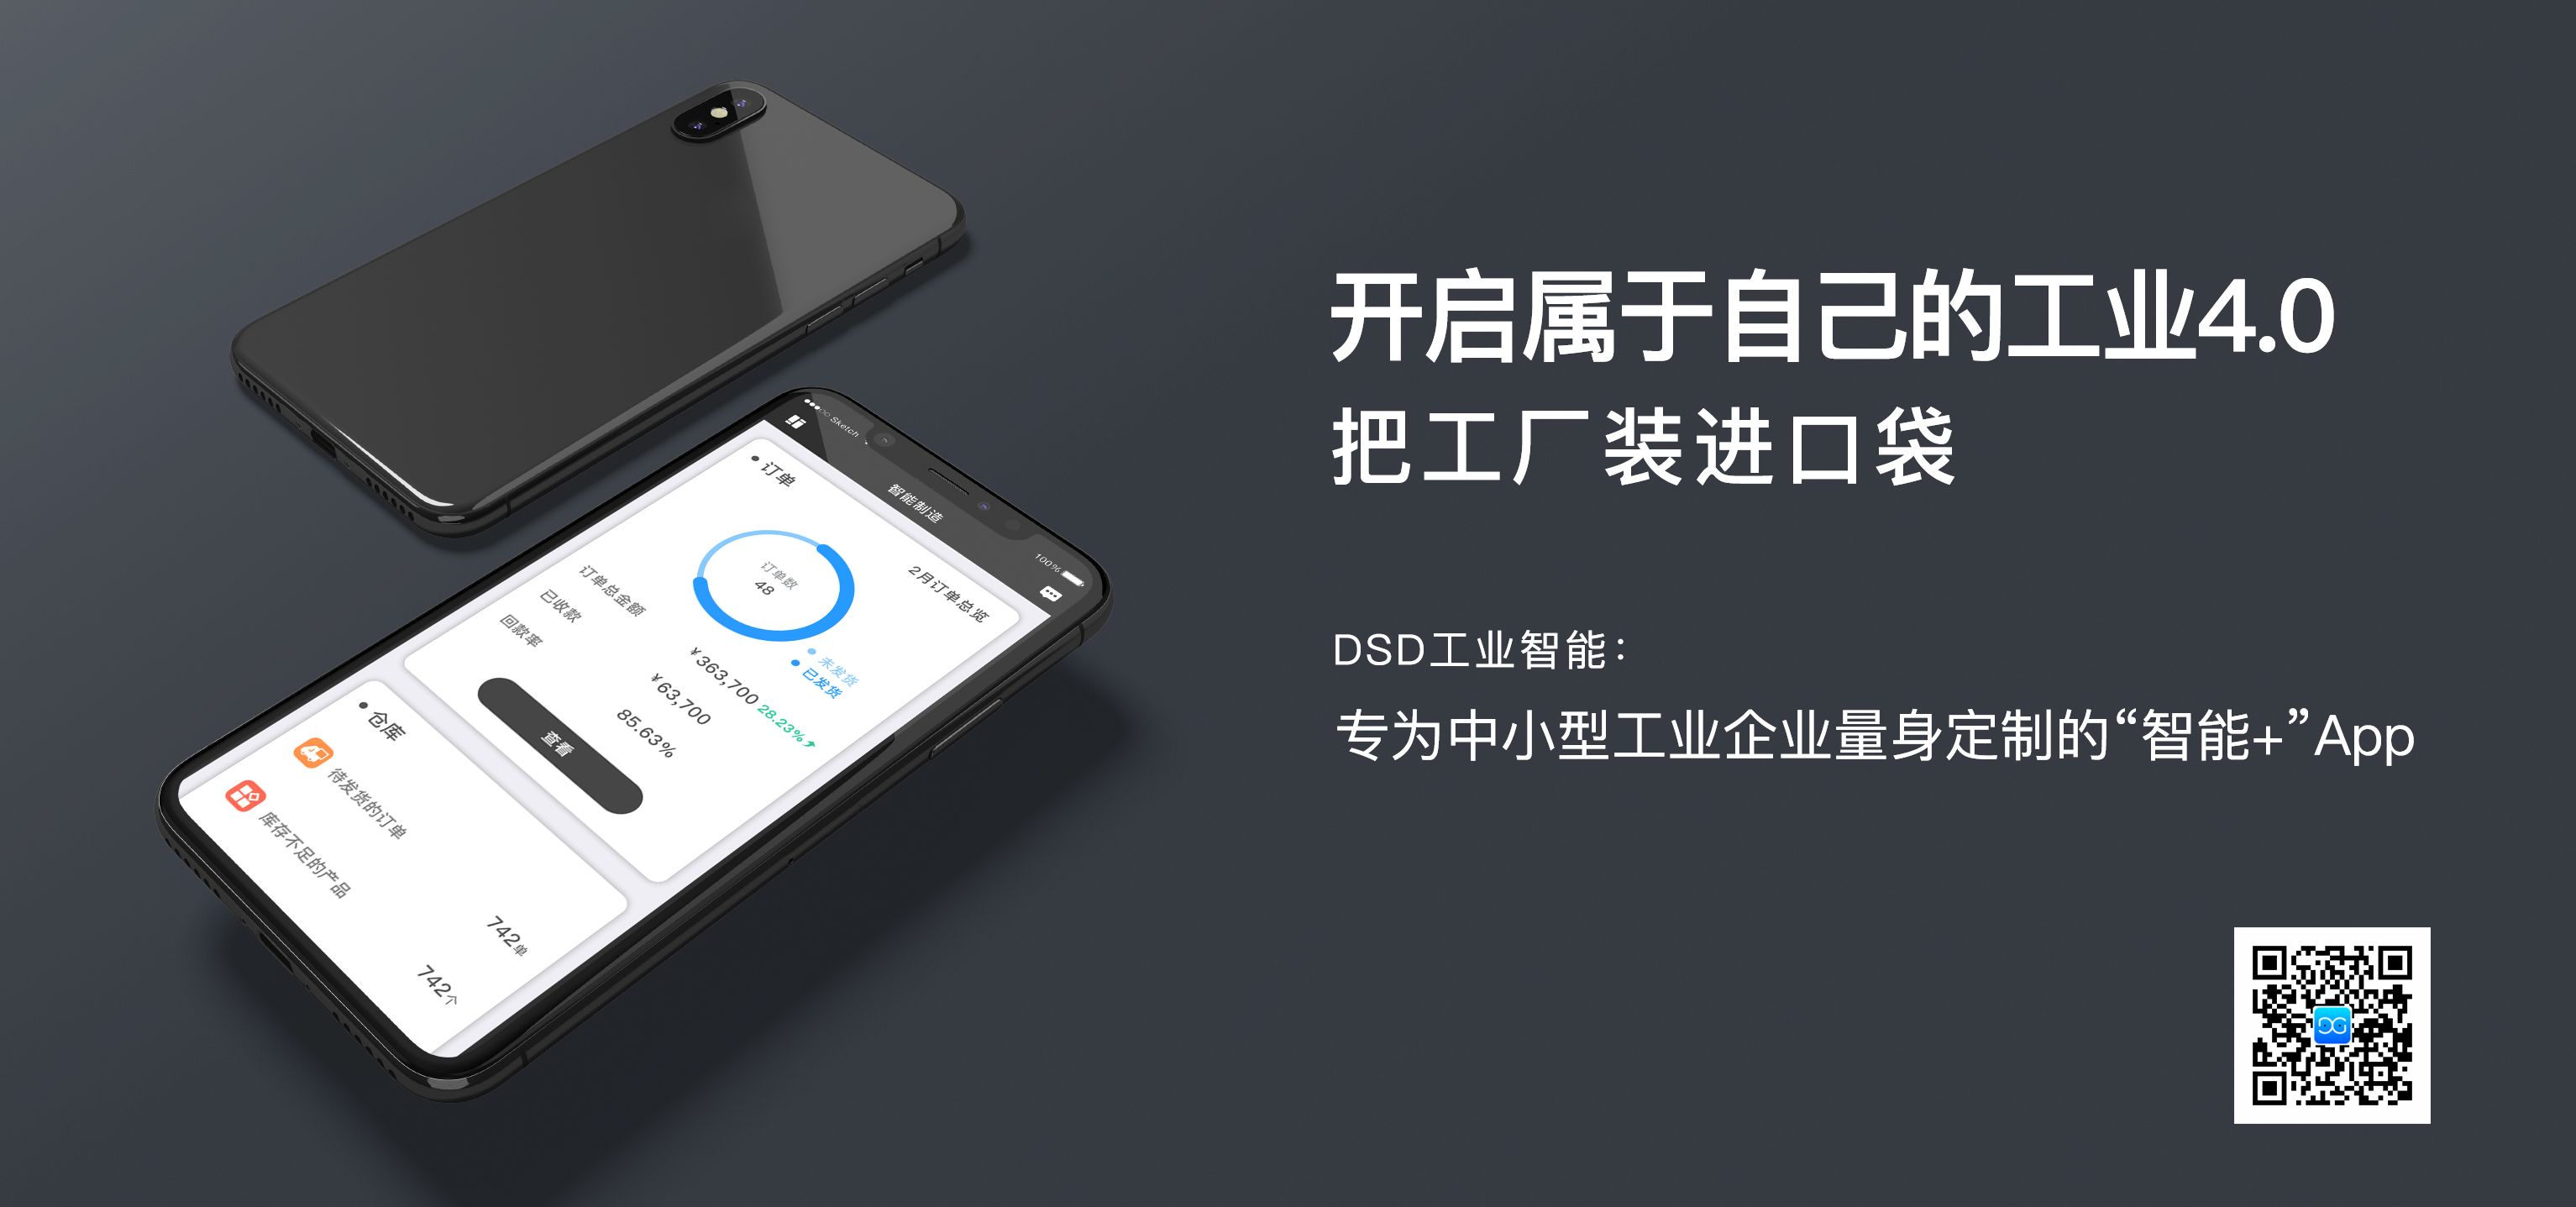 开启属于自己的工业4.0
把工厂装进口袋
DSD工业智能：
专为中小型工业企业量身定制的“智能+”App
Sketch
100%
智能制造
订单
2月订单总览
订单数
48
未发货
已发货
订单总金额
¥363,700 28.23%
已收款
¥63,700
回款率
85.63%
查看
仓库
待发货的订单
742单
库存不足的产品
742个